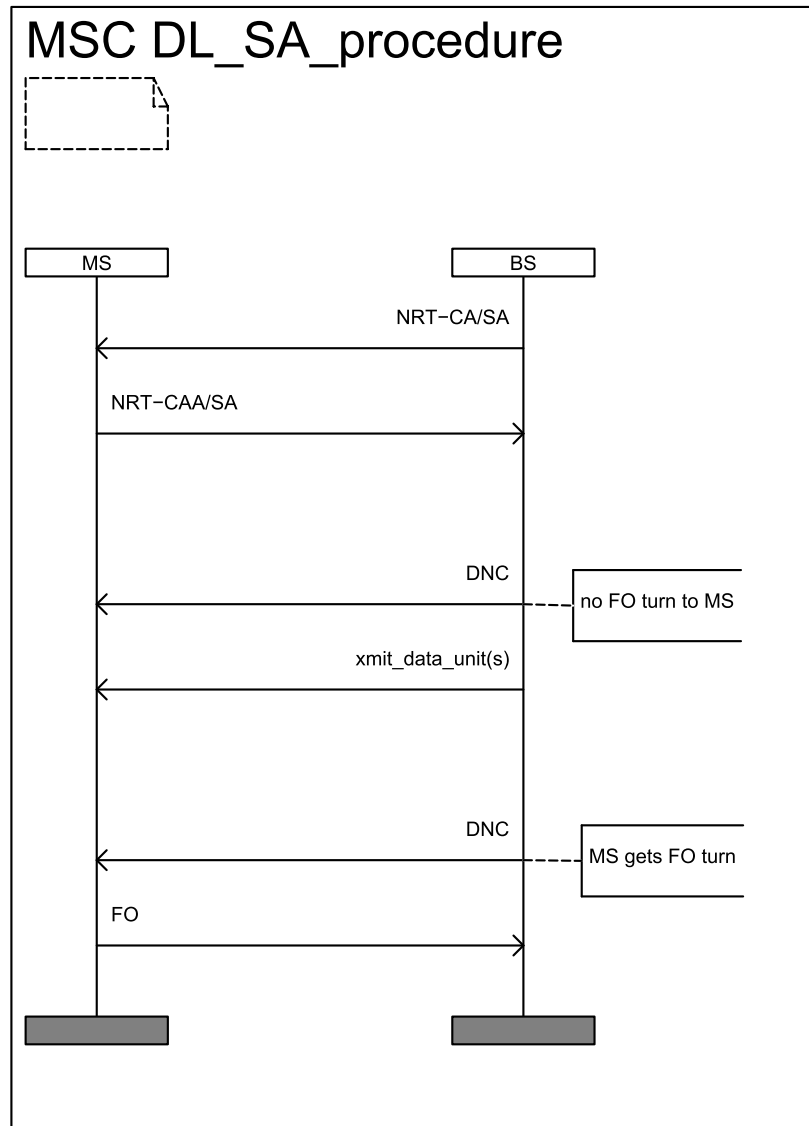 MSC DL_SA_procedure
MS
BS
NRT−CA/SA
NRT−CAA/SA
DNC
no FO turn to MS
xmit_data_unit(s)
DNC
MS gets FO turn
FO